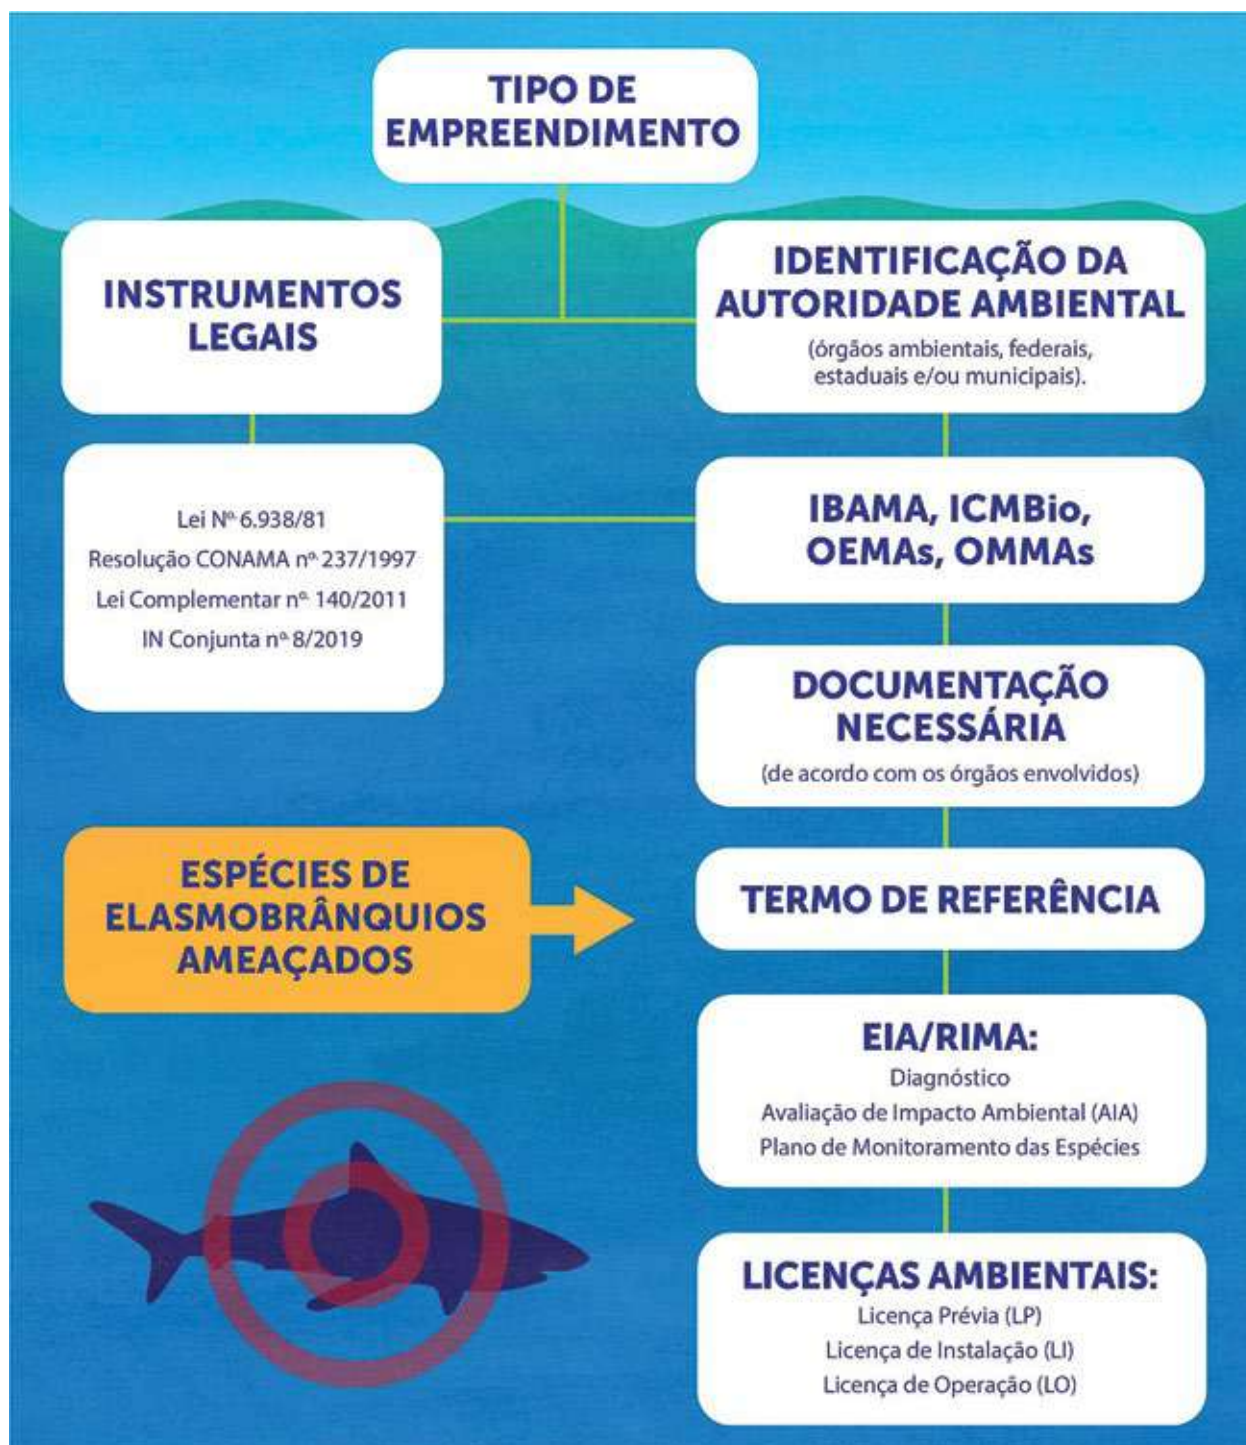 TIPO DE
EMPREENDIMENTO
INSTRUMENTOS
LEGAIS
IDENTIFICAÇÃO DA
AUTORIDADE AMBIENTAL
(órgãos ambientais, federais,
estaduais e/ou municipais).
Lei Nº 6.938/81
Resolução CONAMA nº 237/1997
Lei Complementar nº 140/2011
IN Conjunta nº 8/2019
IBAMA, ICMBio,
OEMAs, OMMAs
DOCUMENTAÇÃO
NECESSÁRIA
(de acordo com os órgãos envolvidos)
ESPÉCIES DE
ELASMOBRÂNQUIOS
AMEAÇADOS
TERMO DE REFERÊNCIA
EIA/RIMA:
Diagnóstico
Avaliação de Impacto Ambiental (AIA)
Plano de Monitoramento das Espécies
LICENÇAS AMBIENTAIS:
Licença Prévia (LP)
Licença de Instalação (LI)
Licença de Operação (LO)